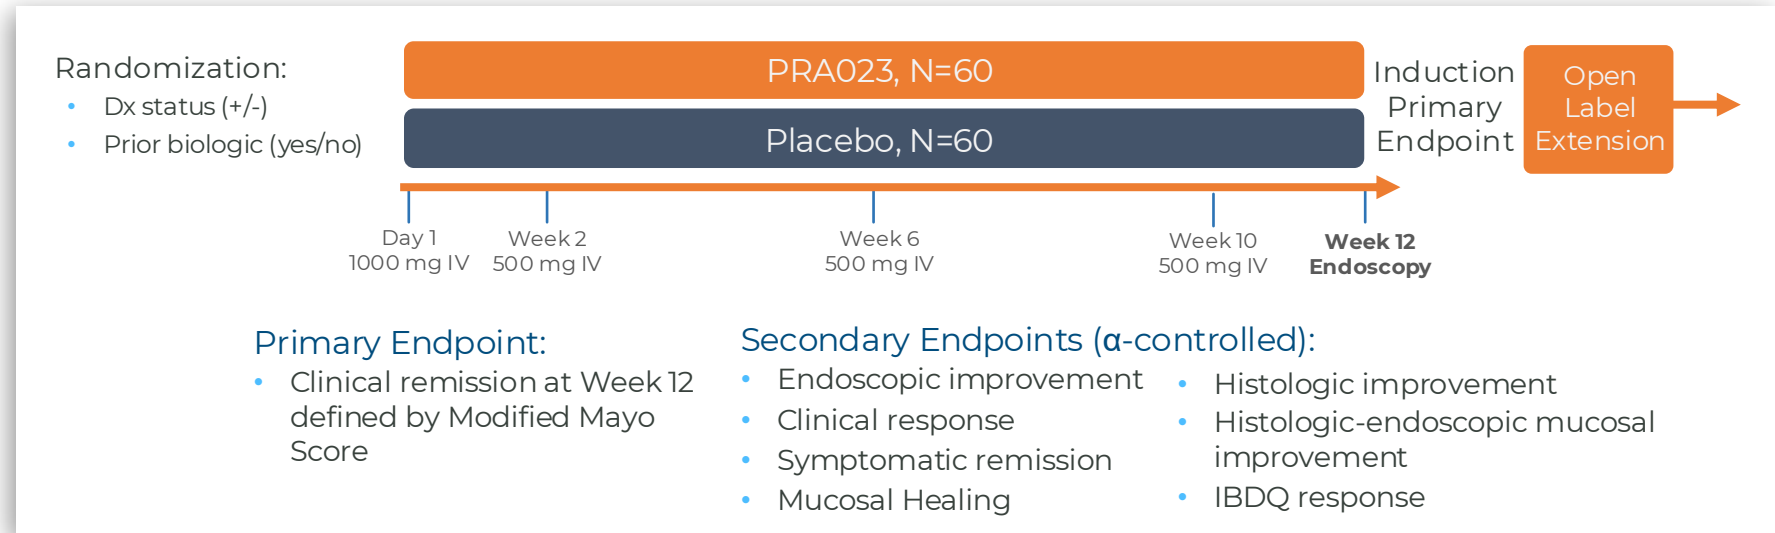 Randomization:
• Dx status (+/-)
• Prior biologic (yes/no)
PRA023, N=60
Placebo, N=60
Induction
Primary
Endpoint
Open
Label
Extension
Day 1
1000 mg IV
Week 2
500 mg IV
Week 6
500 mg IV
Week 10
500 mg IV
Week 12
Endoscopy
Primary Endpoint:
• Clinical remission at Week 12
defined by Modified Mayo
Score
Secondary Endpoints (α-controlled):
• Endoscopic improvement
• Clinical response
• Symptomatic remission
• Mucosal Healing
• Histologic improvement
• Histologic-endoscopic mucosal
improvement
• IBDQ response